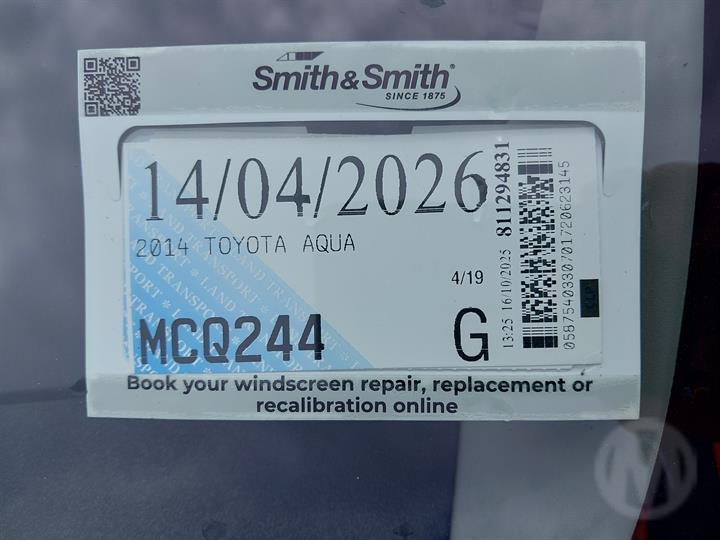 Smith&Smith®
SINCE 1875
14/04/2026
2014 TOYOTA AQUA
4/19
MCQ244
G
13:25 16/10/2025 811294831
0587540330701720623145
Book your windscreen repair, replacement or
recalibration online